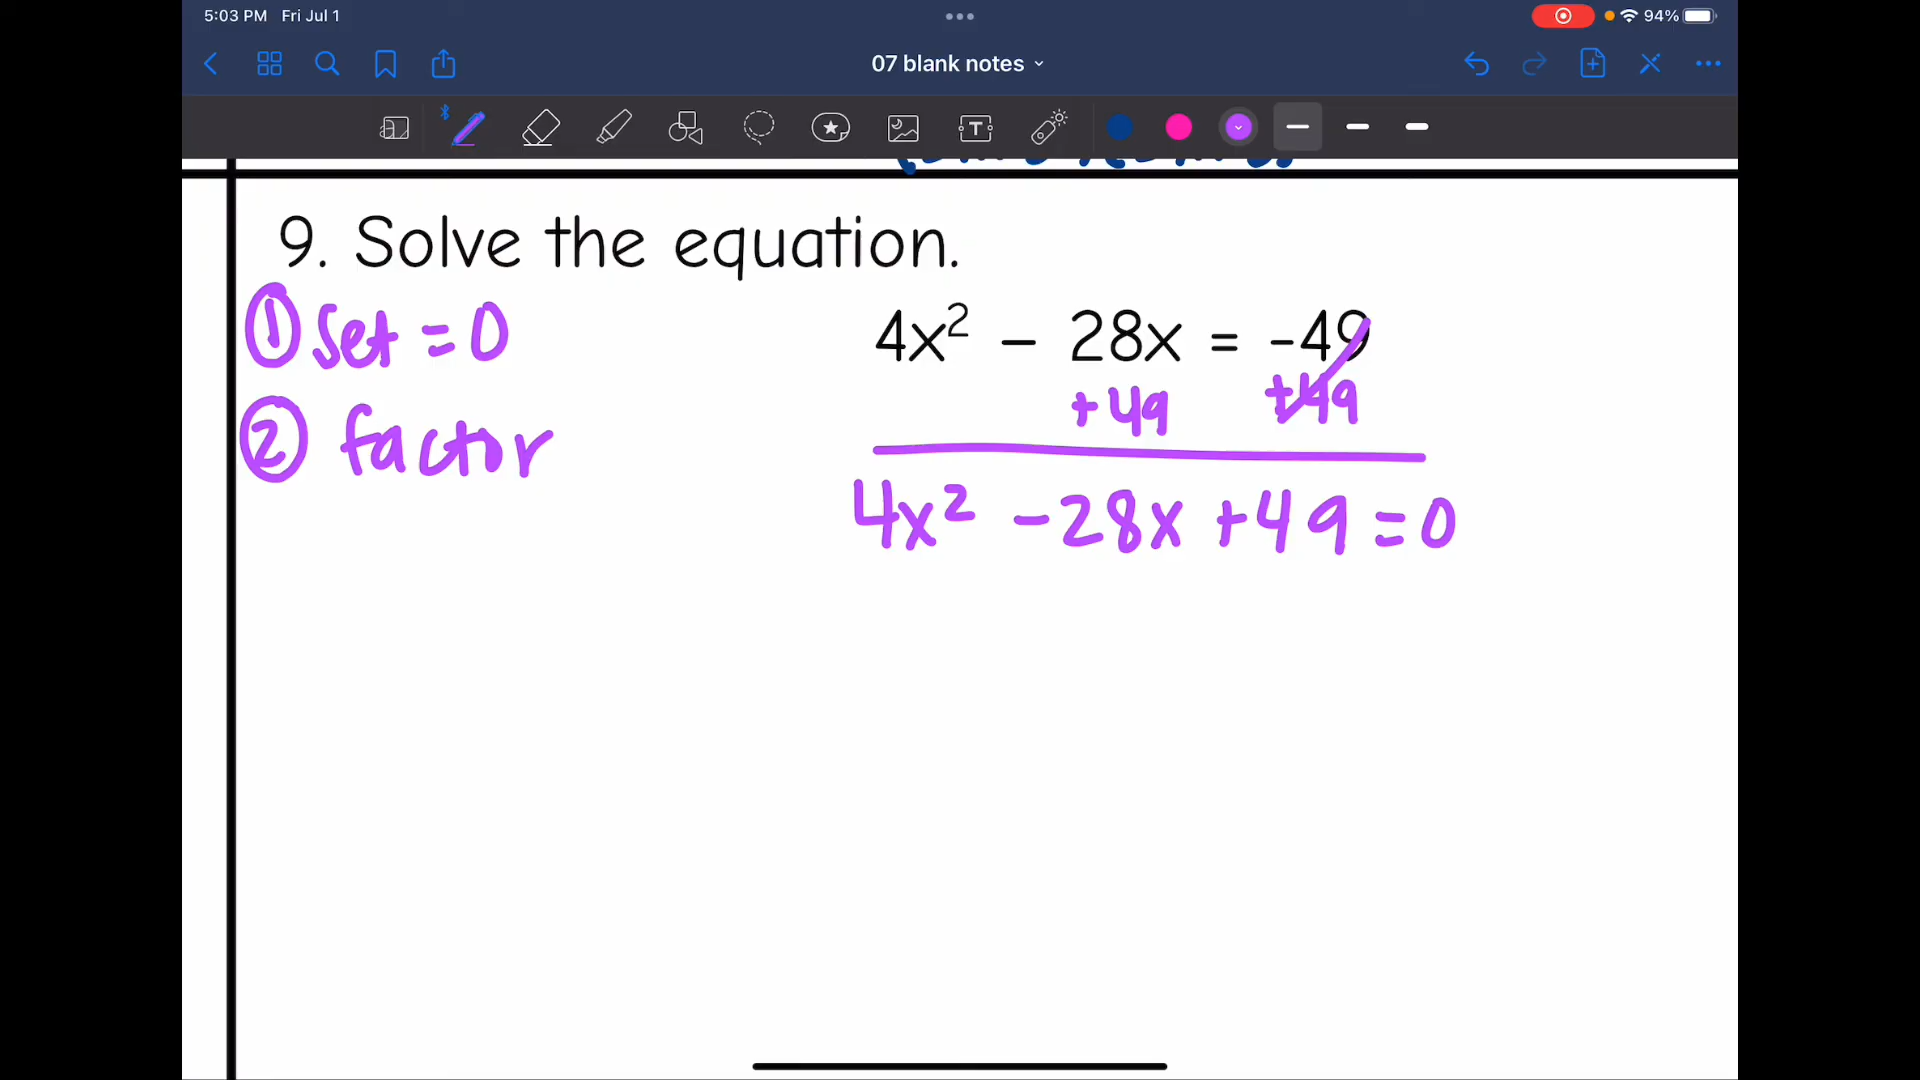 5:03 PM Fri Jul 1
94%
07 blank notes
9. Solve the equation.
① Set = 0
4x² – 28x = -49
+49 +49
② factor
4x² -28x +49 =0